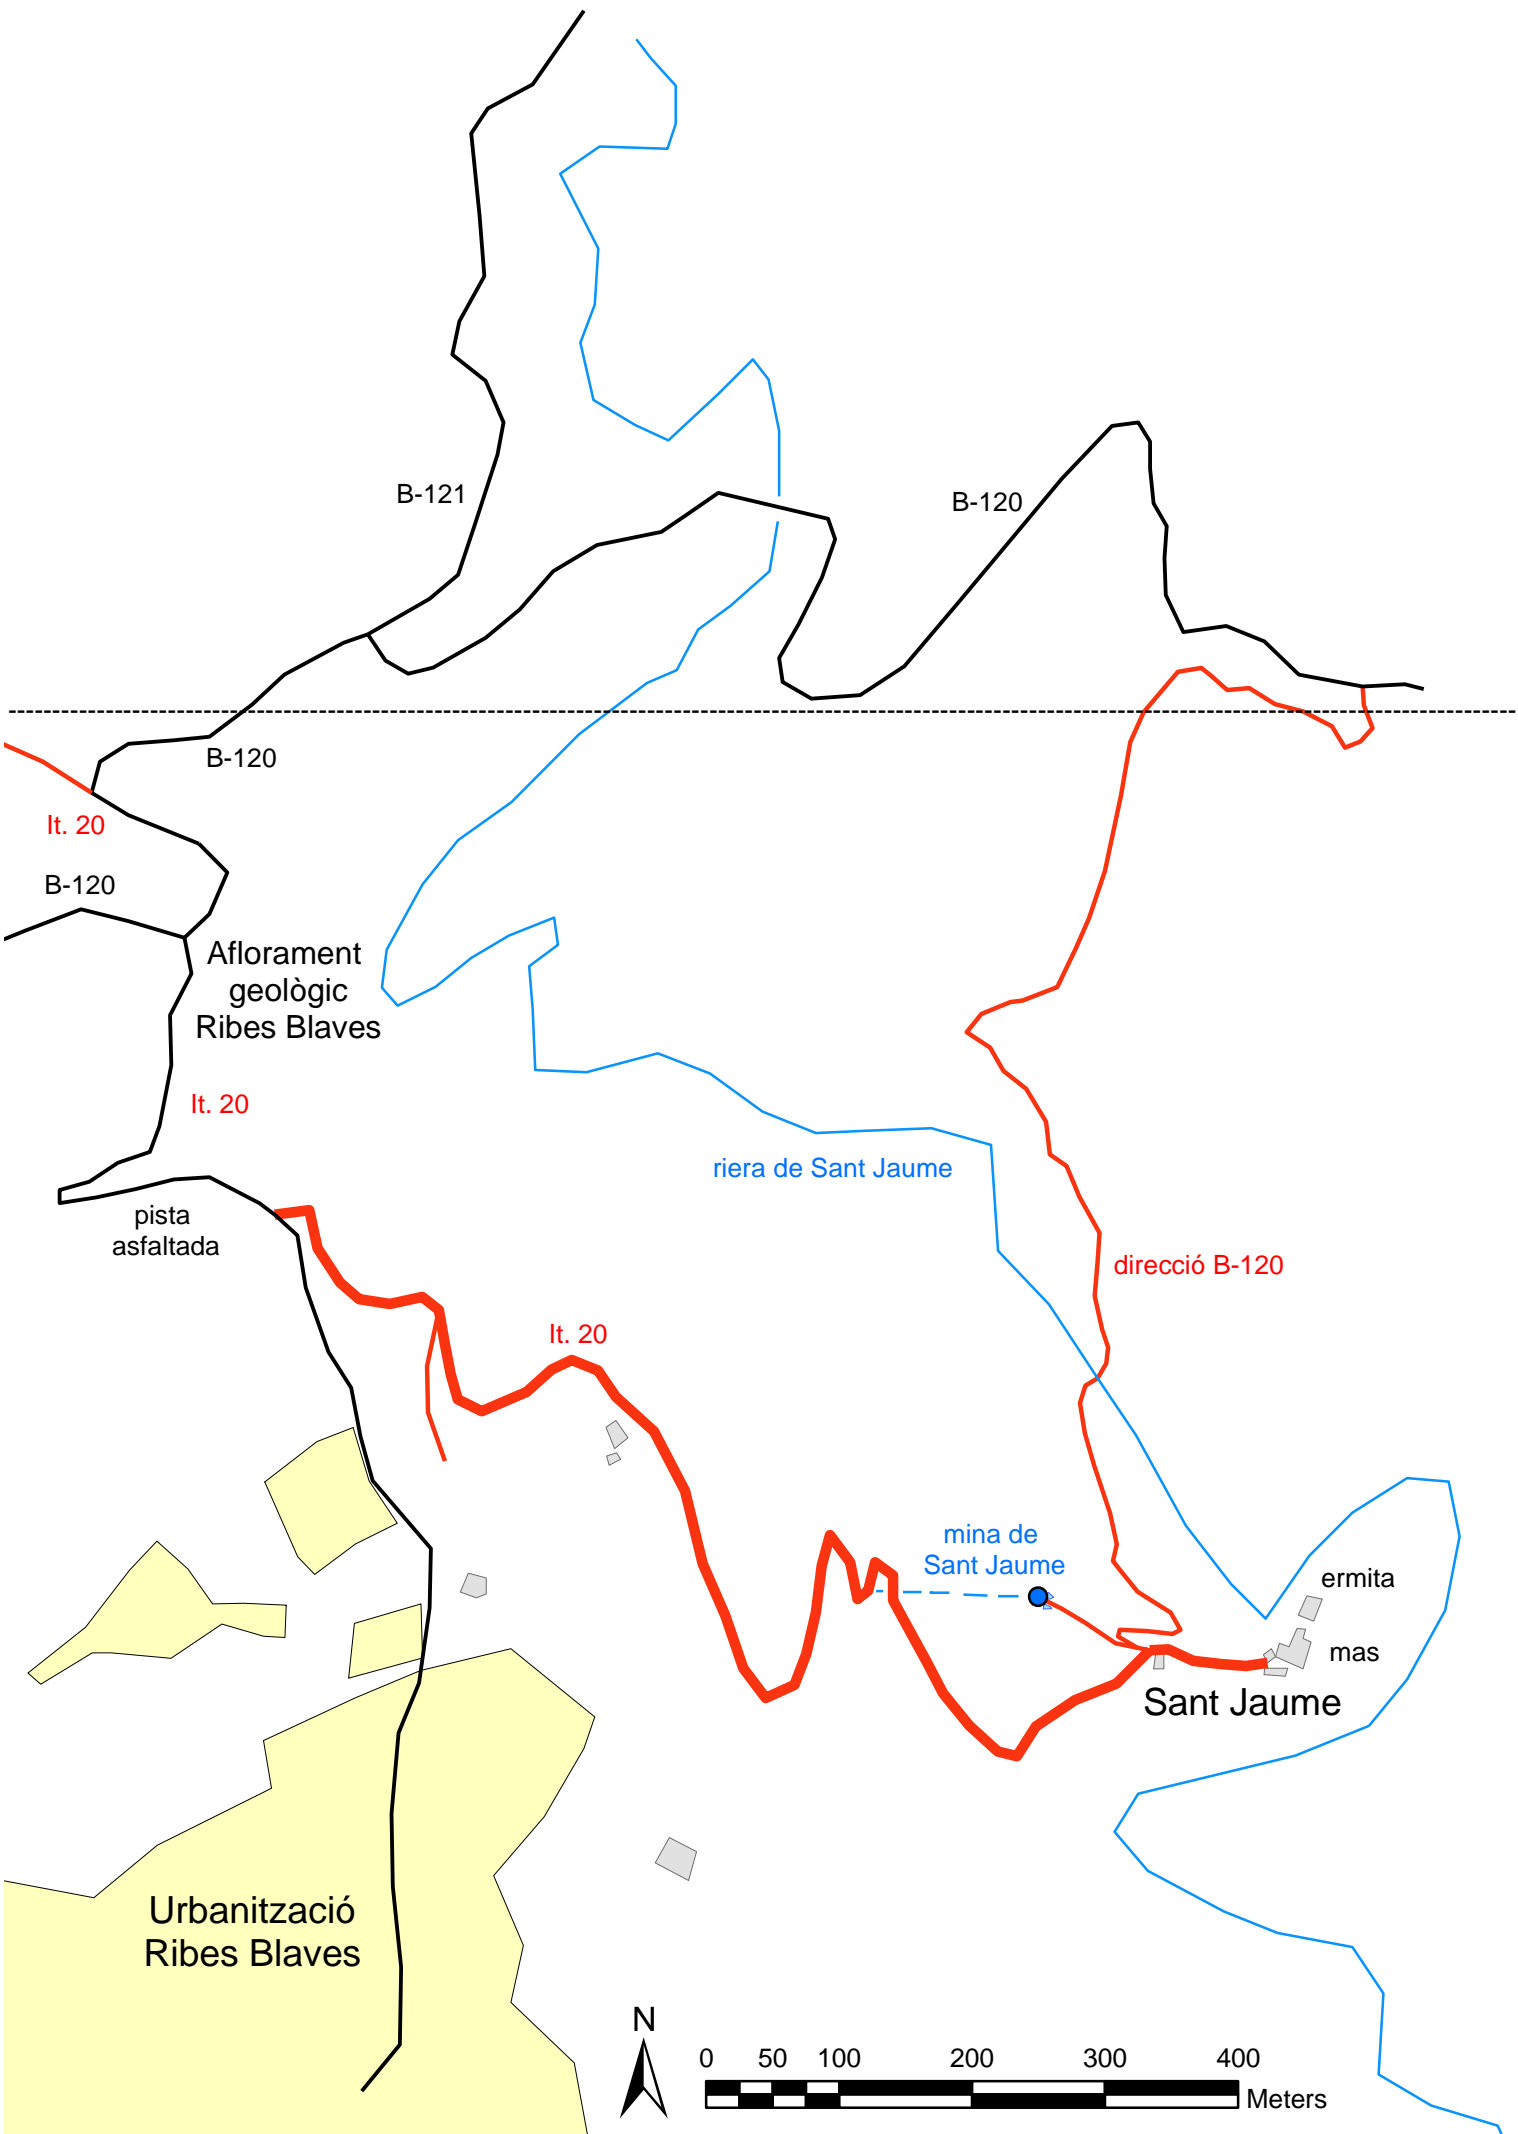 B-121
B-120
B-120
It. 20
B-120
Aflorament
geològic
Ribes Blaves
It. 20
riera de Sant Jaume
pista
asfaltada
direcció B-120
It. 20
mina de
Sant Jaume
ermita
mas
Sant Jaume
Urbanització
Ribes Blaves
N
0 50 100 200 300 400
Meters